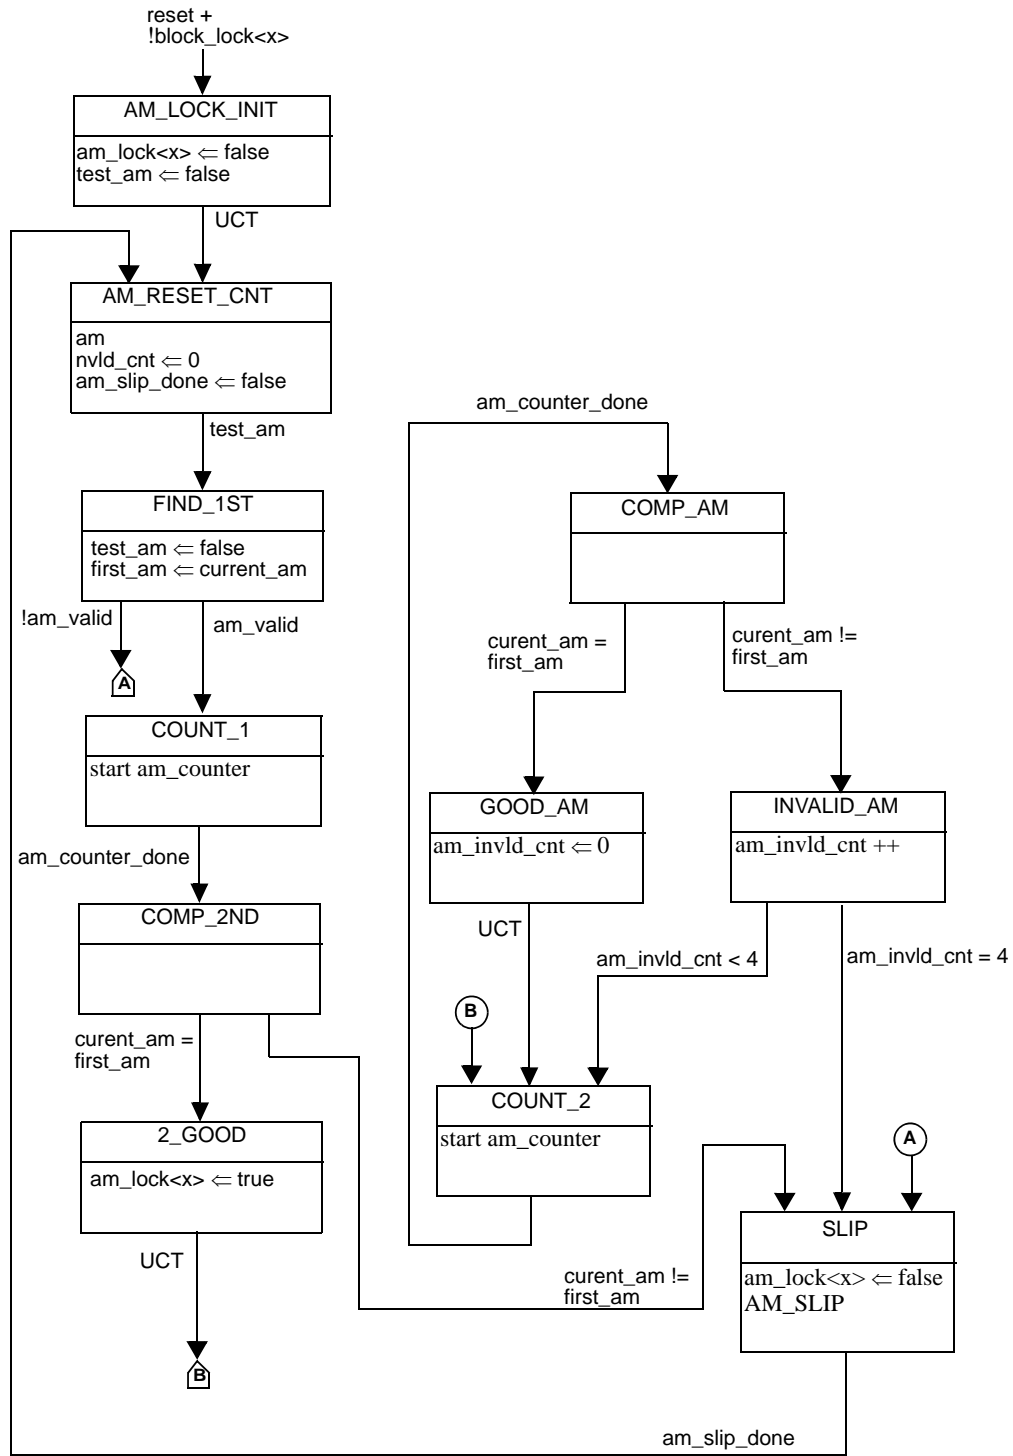 reset +
!block_lock<x>
AM_LOCK_INIT
am_lock<x> ⇐ false
test_am ⇐ false
UCT
AM_RESET_CNT
am
nvld_cnt ⇐ 0
am_slip_done ⇐ false
test_am
FIND_1ST
test_am ⇐ false
first_am ⇐ current_am
!am_valid
am_valid
A
COUNT_1
start am_counter
am_counter_done
COMP_2ND
curent_am =
first_am
2_GOOD
am_lock<x> ⇐ true
UCT
B
am_counter_done
COMP_AM
curent_am =
first_am
curent_am !=
first_am
GOOD_AM
am_invld_cnt ⇐ 0
INVALID_AM
am_invld_cnt ++
UCT
am_invld_cnt < 4
am_invld_cnt = 4
B
COUNT_2
start am_counter
A
curent_am !=
first_am
SLIP
am_lock<x> ⇐ false
AM_SLIP
am_slip_done